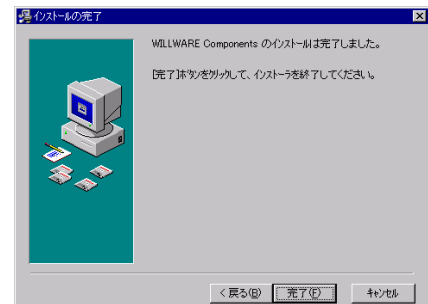 インストールの完了
WILLWARE Components のインストールは完了しました。
[完了]ボタンをクリックして、インストーラを終了してください。
< 戻る(B)
完了(F)
キャンセル